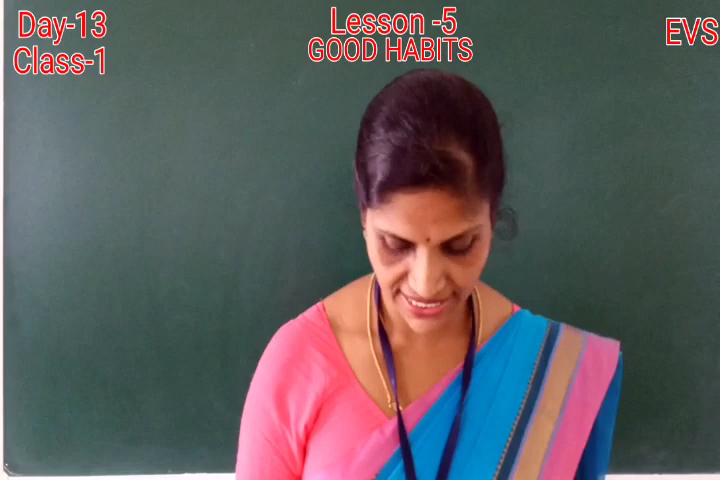 Day-13
Class-1
Lesson -5
GOOD HABITS
EVS